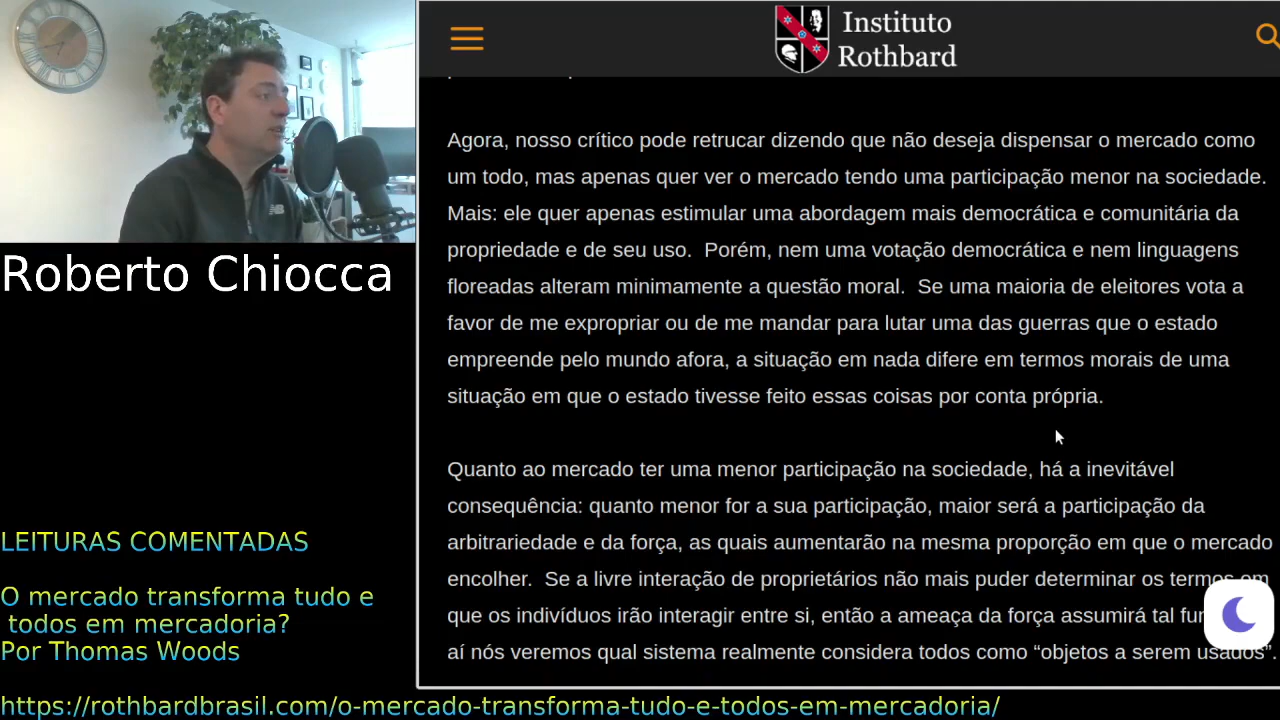 Instituto
Rothbard
Agora, nosso crítico pode retrucar dizendo que não deseja dispensar o mercado como
um todo, mas apenas quer ver o mercado tendo uma participação menor na sociedade.
Mais: ele quer apenas estimular uma abordagem mais democrática e comunitária da
propriedade e de seu uso.  Porém, nem uma votação democrática e nem linguagens
floreadas alteram minimamente a questão moral.  Se uma maioria de eleitores vota a
favor de me expropriar ou de me mandar para lutar uma das guerras que o estado
empreende pelo mundo afora, a situação em nada difere em termos morais de uma
situação em que o estado tivesse feito essas coisas por conta própria.
Quanto ao mercado ter uma menor participação na sociedade, há a inevitável
consequência: quanto menor for a sua participação, maior será a participação da
arbitrariedade e da força, as quais aumentarão na mesma proporção em que o mercado
encolher.  Se a livre interação de proprietários não mais puder determinar os termos em
que os indivíduos irão interagir entre si, então a ameaça da força assumirá tal
aí nós veremos qual sistema realmente considera todos como “objetos a serem usados”.
Roberto Chiocca
LEITURAS COMENTADAS
O mercado transforma tudo e
todos em mercadoria?
Por Thomas Woods
https://rothbardbrasil.com/o-mercado-transforma-tudo-e-todos-em-mercadoria/